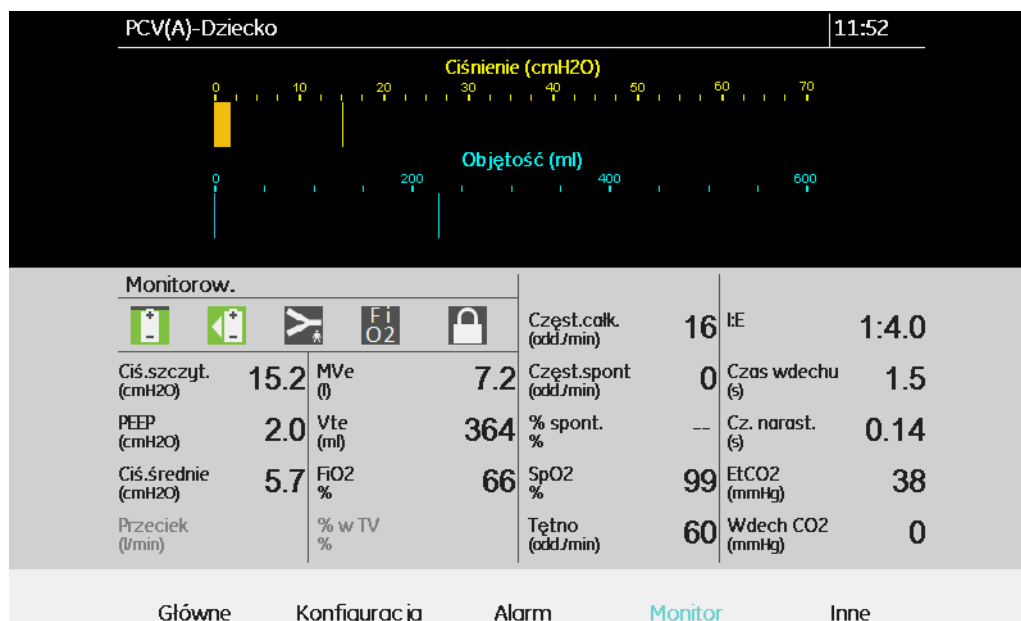 PCV(A)-Dziecko 11:52
Ciśnienie (cmH2O)
0 10 20 30 40 50 60 70
Objętość (ml)
0 200 400 600
Monitorow.
Fi
O2
Częst.całk. 16 I:E 1:4.0
(odd./min)
Ciś.szczyt. 15.2 MVe 7.2 Częst.spont 0 Czas wdechu 1.5
(cmH2O) (l) (odd./min) (s)
PEEP 2.0 Vte 364 % spont. -- Cz. narast. 0.14
(cmH2O) (ml) % (s)
Ciś.średnie 5.7 FiO2 66 SpO2 99 EtCO2 38
(cmH2O) % % (mmHg)
Przeciek % w TV Tętno 60 Wdech CO2 0
(l/min) % (odd./min) (mmHg)
Główne Konfiguracja Alarm Monitor Inne